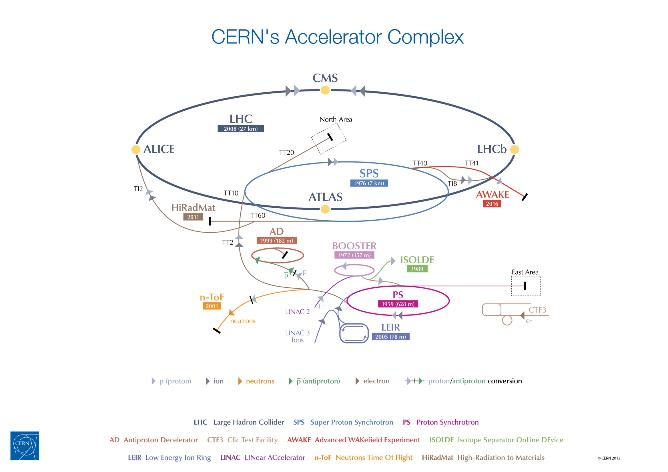 CERN's Accelerator Complex
CMS
LHC
2008 (27 km)
North Area
ALICE
TT20
LHCb
TT40
TT41
SPS
1976 (7 km)
TI8
TI2
TT10
ATLAS
AWAKE
2016
HiRadMat
2011
TT60
AD
1999 (182 m)
TT2
BOOSTER
1972 (157 m)
ISOLDE
1989
p
East Area
n-ToF
2001
PS
1959 (628 m)
LINAC 2
neutrons
CTF3
e-
LINAC 3
Ions
LEIR
2005 (78 m)
p (proton) ion neutrons p̄ (antiproton) electron proton/antiproton conversion
LHC Large Hadron Collider SPS Super Proton Synchrotron PS Proton Synchrotron
AD Antiproton Decelerator CTF3 Clic Test Facility AWAKE Advanced WAKefield Experiment ISOLDE Isotope Separator OnLine DEvice
LEIR Low Energy Ion Ring LINAC LINear ACcelerator n-ToF Neutrons Time Of Flight HiRadMat High-Radiation to Materials
CERN